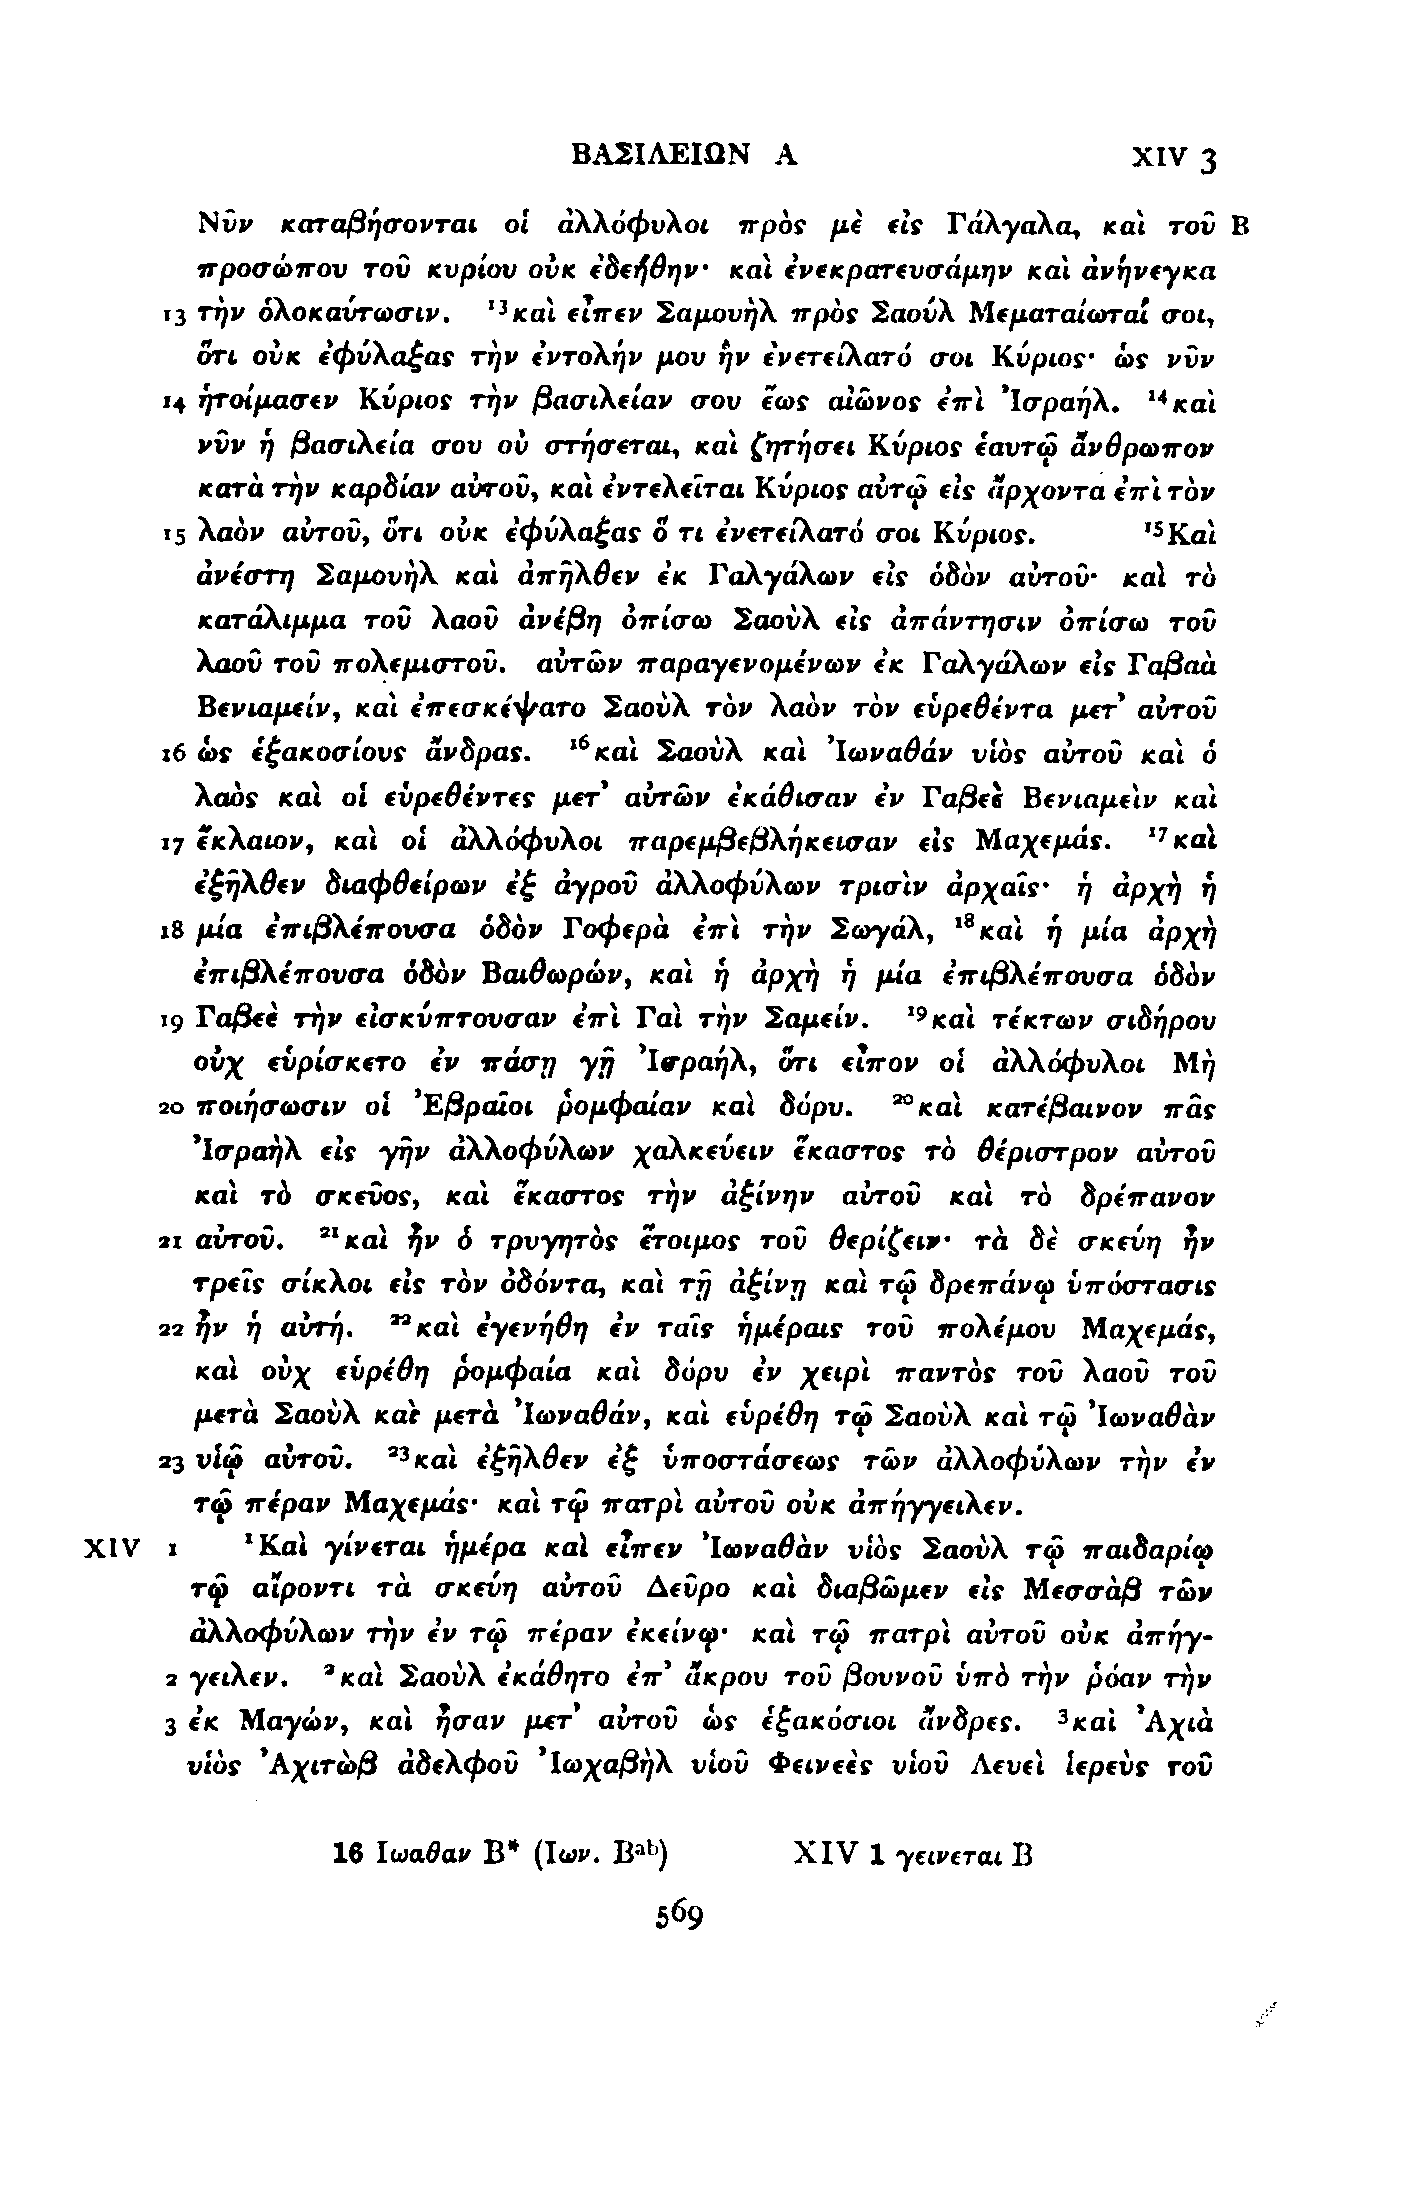 ΒΑΣΙΛΕΙΩΝ Α XIV 3
Νῦν καταβήσονται οἱ ἀλλόφυλοι πρὸς μὲ εἰς Γάλγαλα, καὶ τοῦ B
προσώπου τοῦ κυρίου οὐκ ἐδεήθην· καὶ ἐνεκρατευσάμην καὶ ἀνήνεγκα
13 τὴν ὁλοκαύτωσιν. ¹³καὶ εἶπεν Σαμουὴλ πρὸς Σαούλ Μεματαίωταί σοι,
ὅτι οὐκ ἐφύλαξας τὴν ἐντολήν μου ἣν ἐνετείλατό σοι Κύριος· ὡς νῦν
14 ἡτοίμασεν Κύριος τὴν βασιλείαν σου ἕως αἰῶνος ἐπὶ Ἰσραήλ. ¹⁴καὶ
νῦν ἡ βασιλεία σου οὐ στήσεται, καὶ ζητήσει Κύριος ἑαυτῷ ἄνθρωπον
κατὰ τὴν καρδίαν αὐτοῦ, καὶ ἐντελεῖται Κύριος αὐτῷ εἰς ἄρχοντα ἐπὶ τὸν
15 λαὸν αὐτοῦ, ὅτι οὐκ ἐφύλαξας ὅ τι ἐνετείλατό σοι Κύριος. ¹⁵Καὶ
ἀνέστη Σαμουὴλ καὶ ἀπῆλθεν ἐκ Γαλγάλων εἰς ὁδὸν αὐτοῦ· καὶ τὸ
κατάλιμμα τοῦ λαοῦ ἀνέβη ὀπίσω Σαοὺλ εἰς ἀπάντησιν ὀπίσω τοῦ
λαοῦ τοῦ πολεμιστοῦ. αὐτῶν παραγενομένων ἐκ Γαλγάλων εἰς Γαβαὰ
Βενιαμείν, καὶ ἐπεσκέψατο Σαοὺλ τὸν λαὸν τὸν εὑρεθέντα μετ' αὐτοῦ
16 ὡς ἑξακοσίους ἄνδρας. ¹⁶καὶ Σαοὺλ καὶ Ἰωναθάν υἱὸς αὐτοῦ καὶ ὁ
λαὸς καὶ οἱ εὑρεθέντες μετ' αὐτῶν ἐκάθισαν ἐν Γαβεὲ Βενιαμεὶν καὶ
17 ἔκλαιον, καὶ οἱ ἀλλόφυλοι παρεμβεβλήκεισαν εἰς Μαχεμάς. ¹⁷καὶ
ἐξῆλθεν διαφθείρων ἐξ ἀγροῦ ἀλλοφύλων τρισὶν ἀρχαῖς· ἡ ἀρχὴ ἡ
18 μία ἐπιβλέπουσα ὁδὸν Γοφερὰ ἐπὶ τὴν Σωγάλ, ¹⁸καὶ ἡ μία ἀρχὴ
ἐπιβλέπουσα ὁδὸν Βαιθωρών, καὶ ἡ ἀρχὴ ἡ μία ἐπιβλέπουσα ὁδὸν
19 Γαβεὲ τὴν εἰσκύπτουσαν ἐπὶ Γαὶ τὴν Σαμείν. ¹⁹καὶ τέκτων σιδήρου
οὐχ εὑρίσκετο ἐν πάσῃ γῇ Ἰσραήλ, ὅτι εἶπον οἱ ἀλλόφυλοι Μὴ
20 ποιήσωσιν οἱ Ἐβραῖοι ῥομφαίαν καὶ δόρυ. ²⁰καὶ κατέβαινον πᾶς
Ἰσραὴλ εἰς γῆν ἀλλοφύλων χαλκεύειν ἕκαστος τὸ θέριστρον αὐτοῦ
καὶ τὸ σκεῦος, καὶ ἕκαστος τὴν ἀξίνην αὐτοῦ καὶ τὸ δρέπανον
21 αὐτοῦ. ²¹καὶ ἦν ὁ τρυγητὸς ἕτοιμος τοῦ θερίζειν· τὰ δὲ σκεύη ἦν
τρεῖς σίκλοι εἰς τὸν ὀδόντα, καὶ τῇ ἀξίνῃ καὶ τῷ δρεπάνῳ ὑπόστασις
22 ἦν ἡ αὐτή. ²²καὶ ἐγενήθη ἐν ταῖς ἡμέραις τοῦ πολέμου Μαχεμάς,
καὶ οὐχ εὑρέθη ῥομφαία καὶ δόρυ ἐν χειρὶ παντὸς τοῦ λαοῦ τοῦ
μετὰ Σαοὺλ καὶ μετὰ Ἰωναθάν, καὶ εὑρέθη τῷ Σαοὺλ καὶ τῷ Ἰωναθὰν
23 υἱῷ αὐτοῦ. ²³καὶ ἐξῆλθεν ἐξ ὑποστάσεως τῶν ἀλλοφύλων τὴν ἐν
τῷ πέραν Μαχεμάς· καὶ τῷ πατρὶ αὐτοῦ οὐκ ἀπήγγειλεν.
XIV 1 ¹Καὶ γίνεται ἡμέρα καὶ εἶπεν Ἰωναθὰν υἱὸς Σαοὺλ τῷ παιδαρίῳ
τῷ αἴροντι τὰ σκεύη αὐτοῦ Δεῦρο καὶ διαβῶμεν εἰς Μεσσὰβ τῶν
ἀλλοφύλων τὴν ἐν τῷ πέραν ἐκείνῳ· καὶ τῷ πατρὶ αὐτοῦ οὐκ ἀπήγ-
2 γειλεν. ²καὶ Σαοὺλ ἐκάθητο ἐπ' ἄκρου τοῦ βουνοῦ ὑπὸ τὴν ῥόαν τὴν
3 ἐκ Μαγών, καὶ ἦσαν μετ' αὐτοῦ ὡς ἑξακόσιοι ἄνδρες. ³καὶ Ἀχιὰ
υἱὸς Ἀχιτὼβ ἀδελφοῦ Ἰωχαβὴλ υἱοῦ Φεινεὲς υἱοῦ Λευεὶ ἱερεὺς τοῦ
16 Ιωαθαν B* (Ιων. Bᵃᵇ) XIV 1 γεινεται B
569